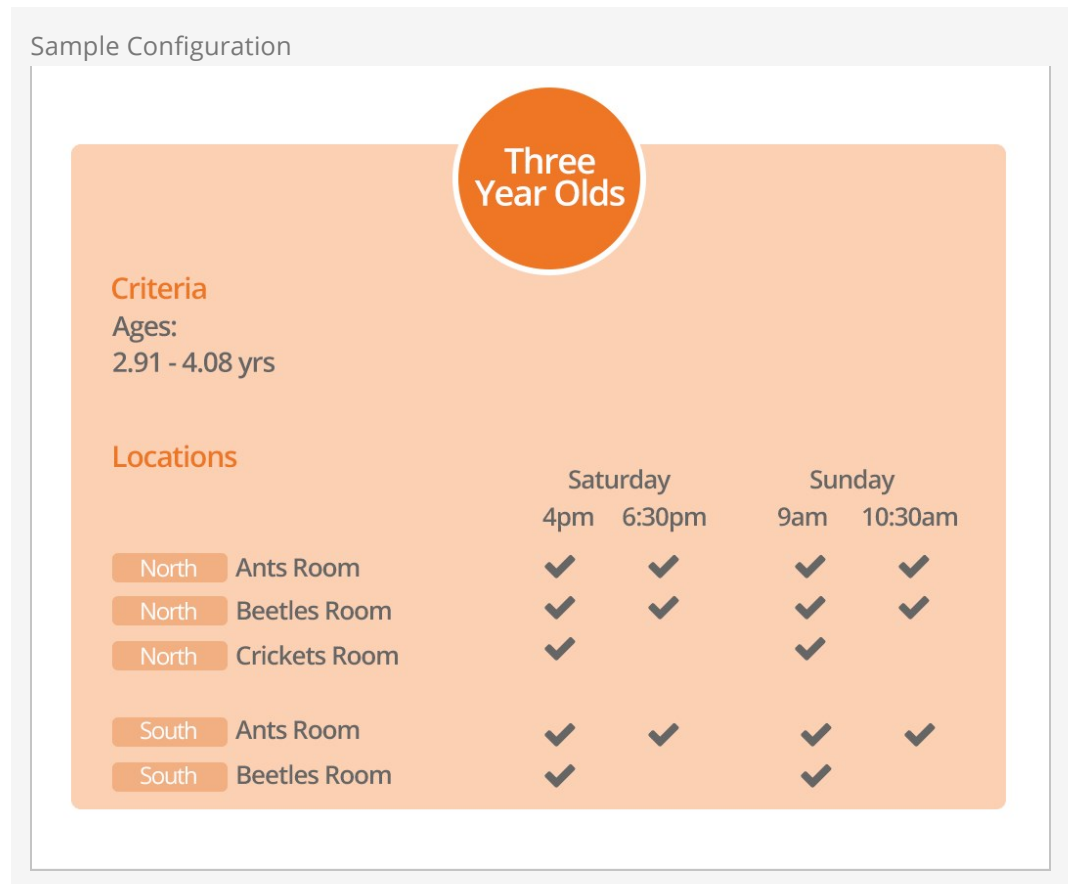 Sample Configuration
Three
Year Olds
Criteria
Ages:
2.91 - 4.08 yrs
Locations
Saturday Sunday
4pm 6:30pm 9am 10:30am
North Ants Room
North Beetles Room
North Crickets Room
South Ants Room
South Beetles Room